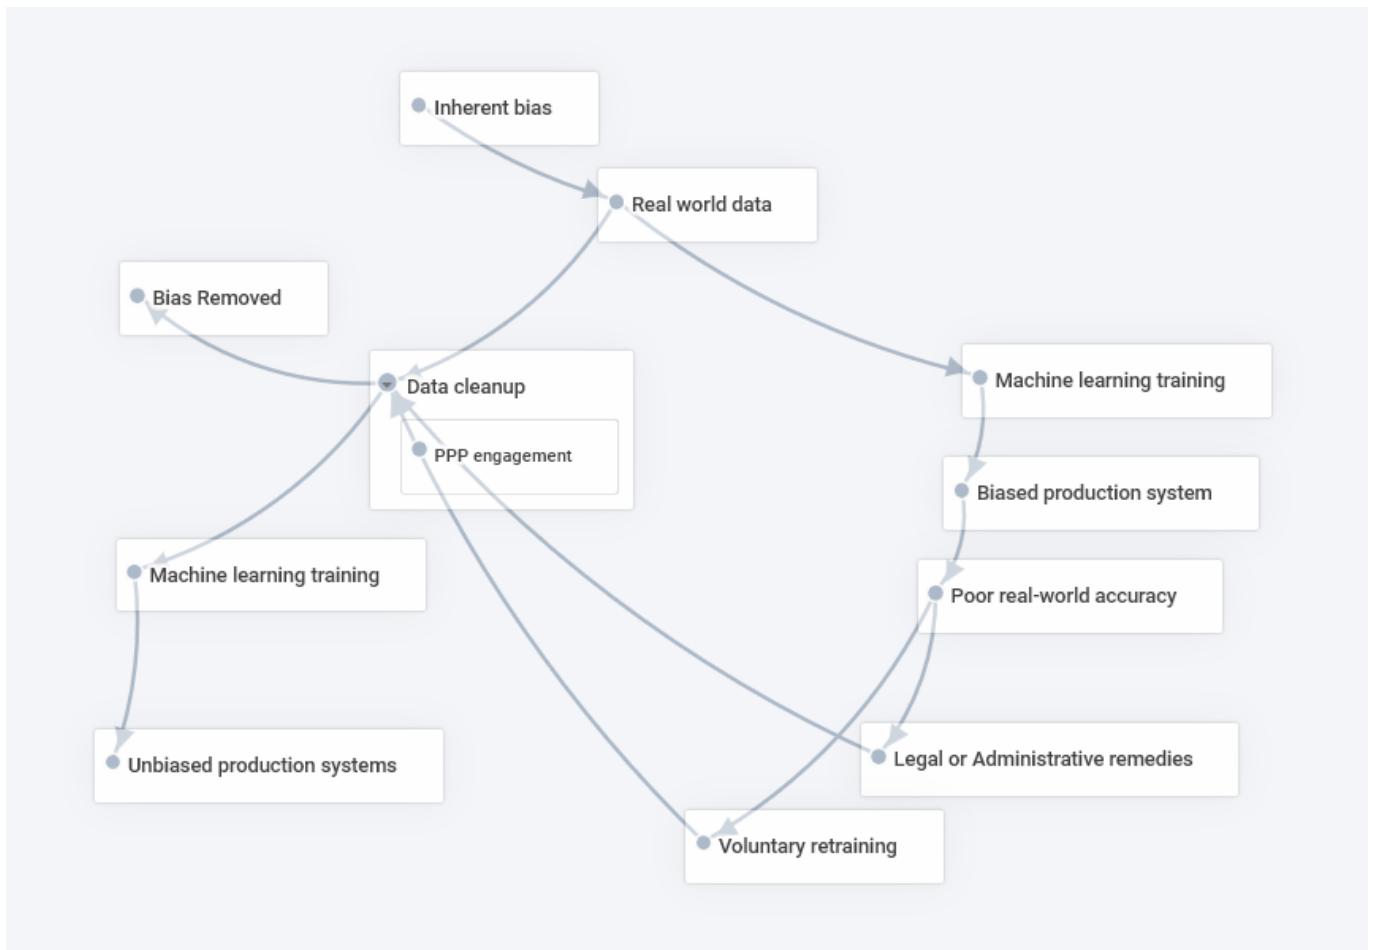 Inherent bias
Real world data
Bias Removed
Data cleanup
PPP engagement
Machine learning training
Biased production system
Poor real-world accuracy
Machine learning training
Unbiased production systems
Legal or Administrative remedies
Voluntary retraining